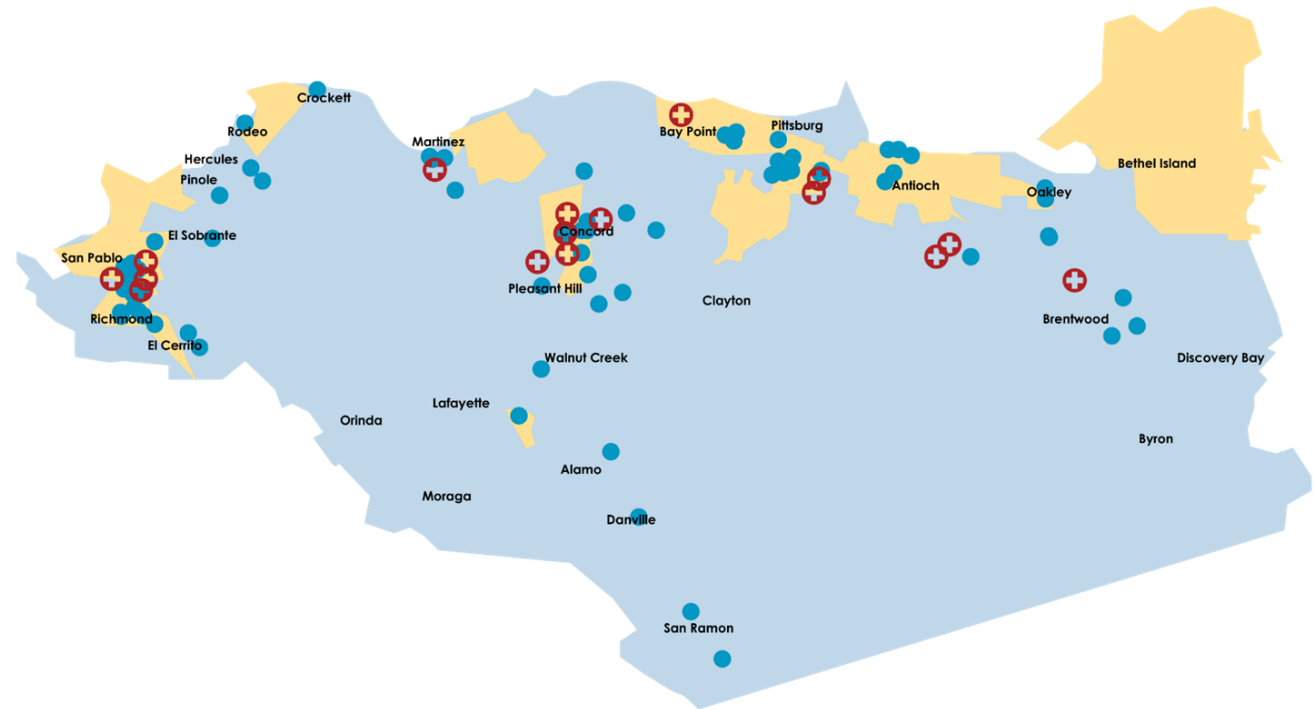 Crockett
Rodeo
Martinez
Bay Point
Pittsburg
Hercules
Pinole
Bethel Island
Antioch
Oakley
El Sobrante
Concord
San Pablo
Pleasant Hill
Clayton
Richmond
Brentwood
El Cerrito
Walnut Creek
Discovery Bay
Lafayette
Orinda
Byron
Alamo
Moraga
Danville
San Ramon